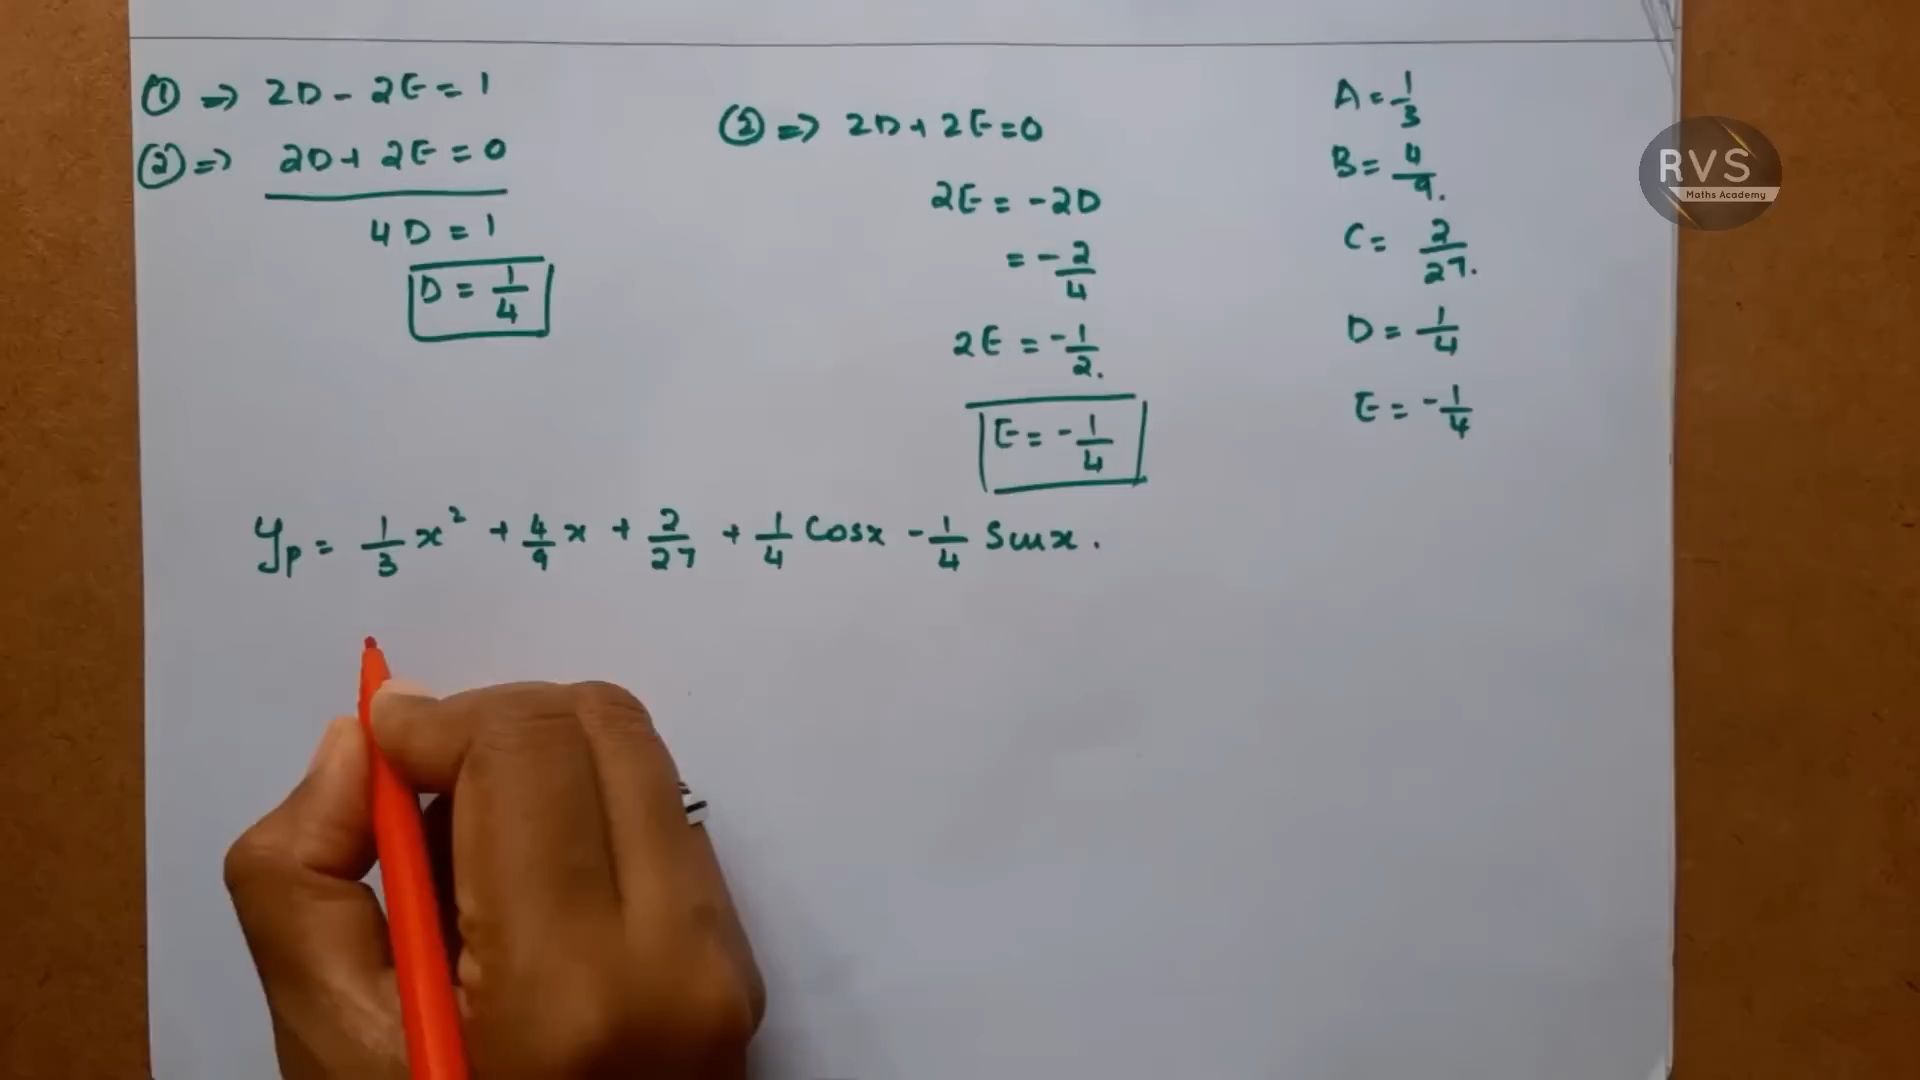 ① ⇒ 2D - 2E = 1
② ⇒ 2D + 2E = 0
4D = 1
D = 1/4
② ⇒ 2D + 2E = 0
2E = -2D
= -2/4
2E = -1/2.
E = -1/4
A = 1/3
B = 4/9.
C = 2/27.
D = 1/4
E = -1/4
yₚ = 1/3 x² + 4/9 x + 2/27 + 1/4 Cosx - 1/4 Sinx.
RVS
Maths Academy